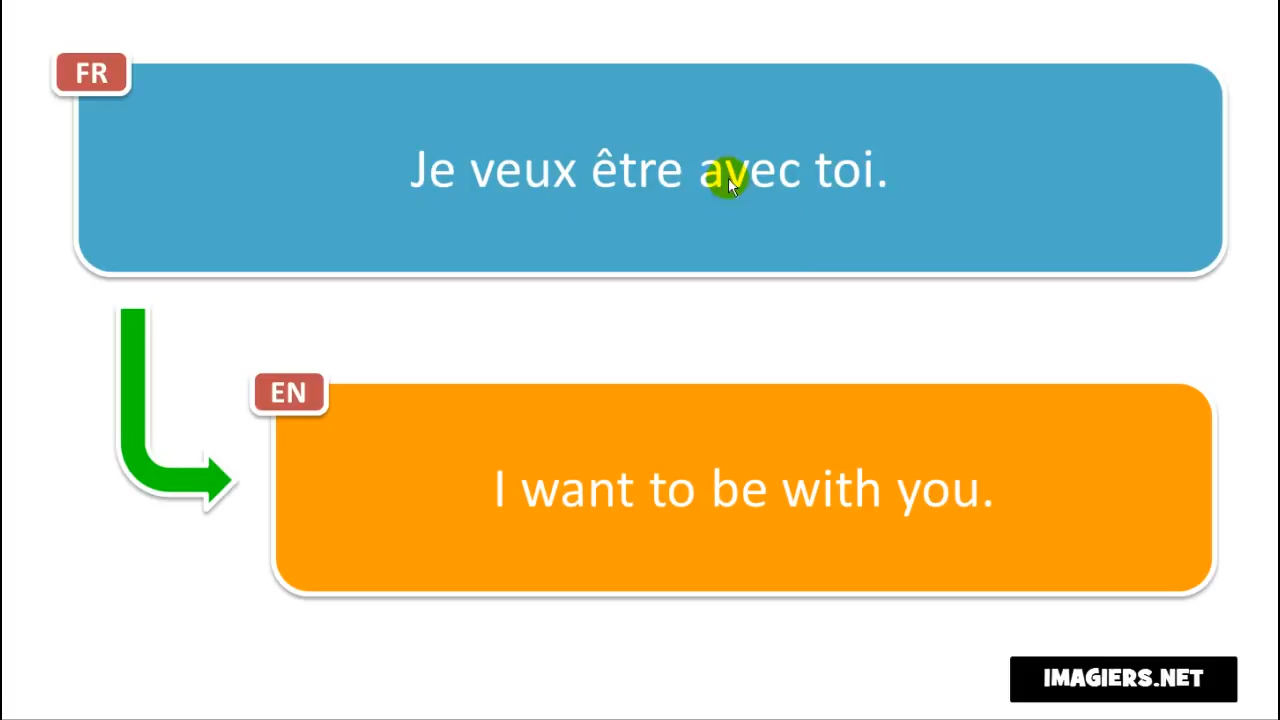 FR
Je veux être avec toi.
EN
I want to be with you.
IMAGIERS.NET